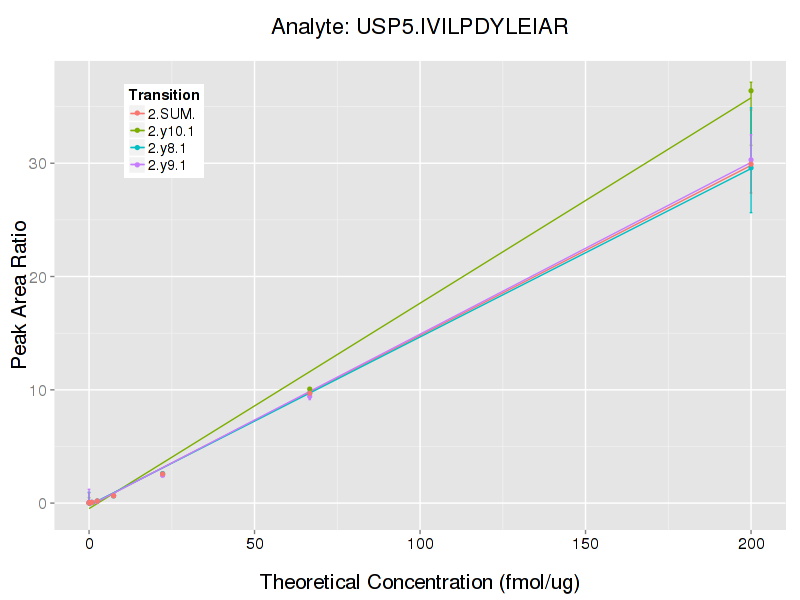 Analyte: USP5.IVILPDYLEIAR
Transition
2.SUM.
2.y10.1
2.y8.1
2.y9.1
Peak Area Ratio
30
20
10
0
0 50 100 150 200
Theoretical Concentration (fmol/ug)